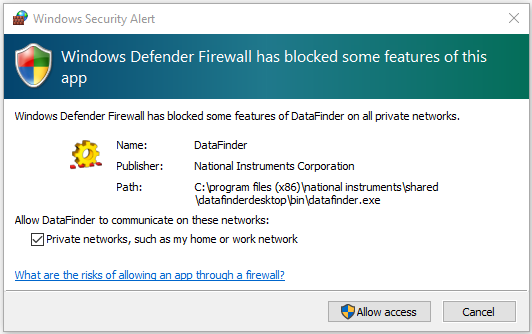 Windows Security Alert
Windows Defender Firewall has blocked some features of this
app
Windows Defender Firewall has blocked some features of DataFinder on all private networks.
Name: DataFinder
Publisher: National Instruments Corporation
Path: C:\program files (x86)\national instruments\shared
\datafinderdesktop\bin\datafinder.exe
Allow DataFinder to communicate on these networks:
Private networks, such as my home or work network
What are the risks of allowing an app through a firewall?
Allow access Cancel